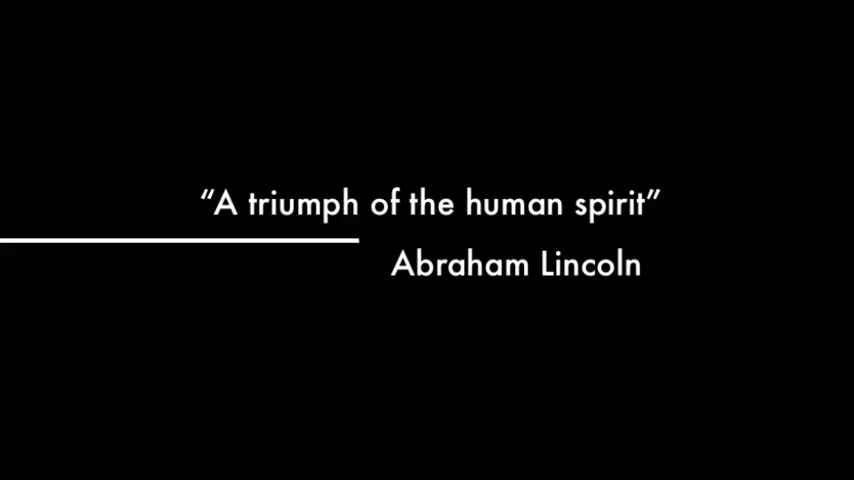 “A triumph of the human spirit”
Abraham Lincoln